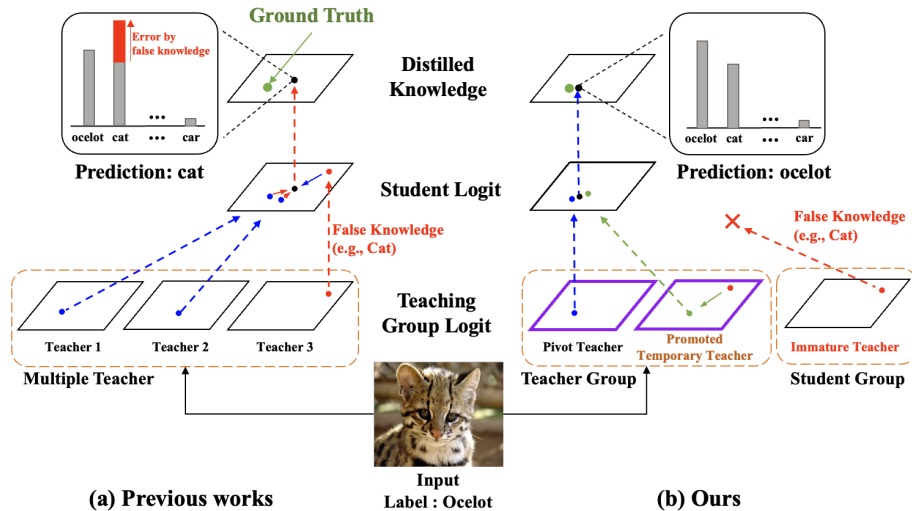 Ground Truth
Error by
false knowledge
ocelot cat ... car
Prediction: cat
Distilled
Knowledge
ocelot cat ... car
Prediction: ocelot
Student Logit
False Knowledge
(e.g., Cat)
False Knowledge
(e.g., Cat)
Teaching
Group Logit
Teacher 1
Teacher 2
Teacher 3
Multiple Teacher
Pivot Teacher
Promoted
Temporary Teacher
Teacher Group
Immature Teacher
Student Group
Input
Label : Ocelot
(a) Previous works
(b) Ours